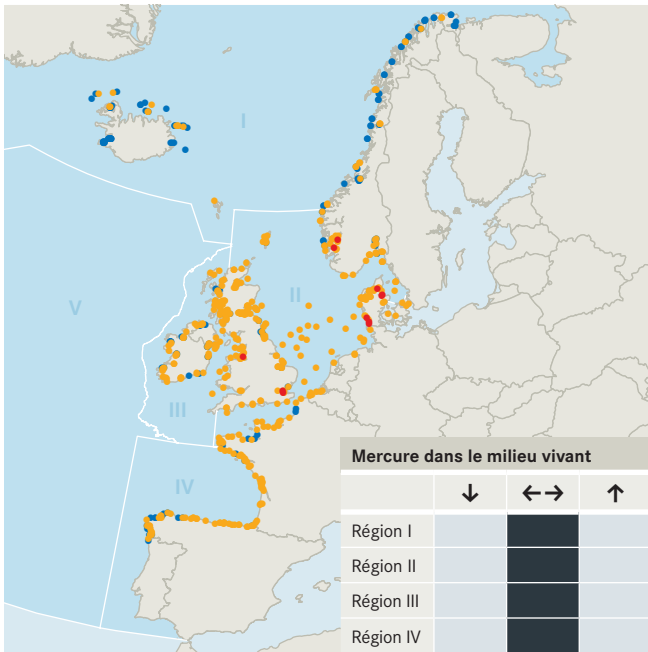 I
II
V
III
IV
Mercure dans le milieu vivant
↓ ←→ ↑
Région I
Région II
Région III
Région IV